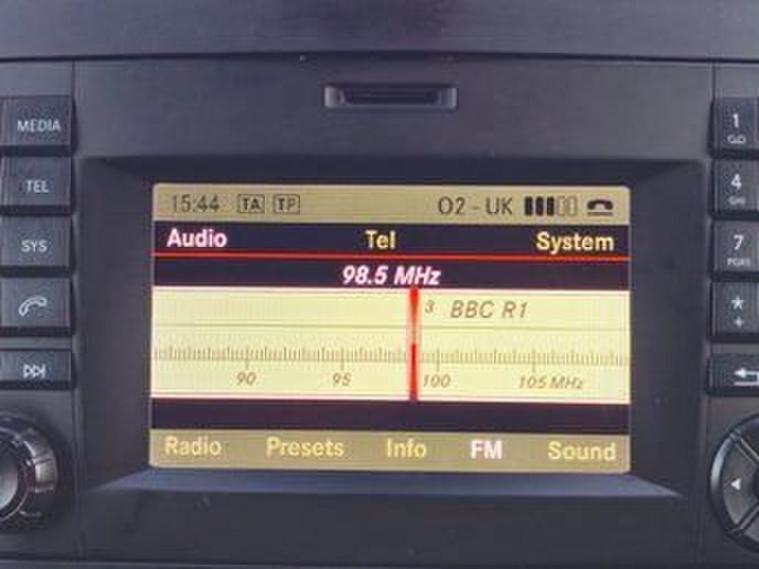 MEDIA
TEL
SYS
15:44 TA TP O2 - UK
Audio Tel System
98.5 MHz
3 BBC R1
90 95 100 105 MHz
Radio Presets Info FM Sound
1
4
GHI
7
PQRS
*
+